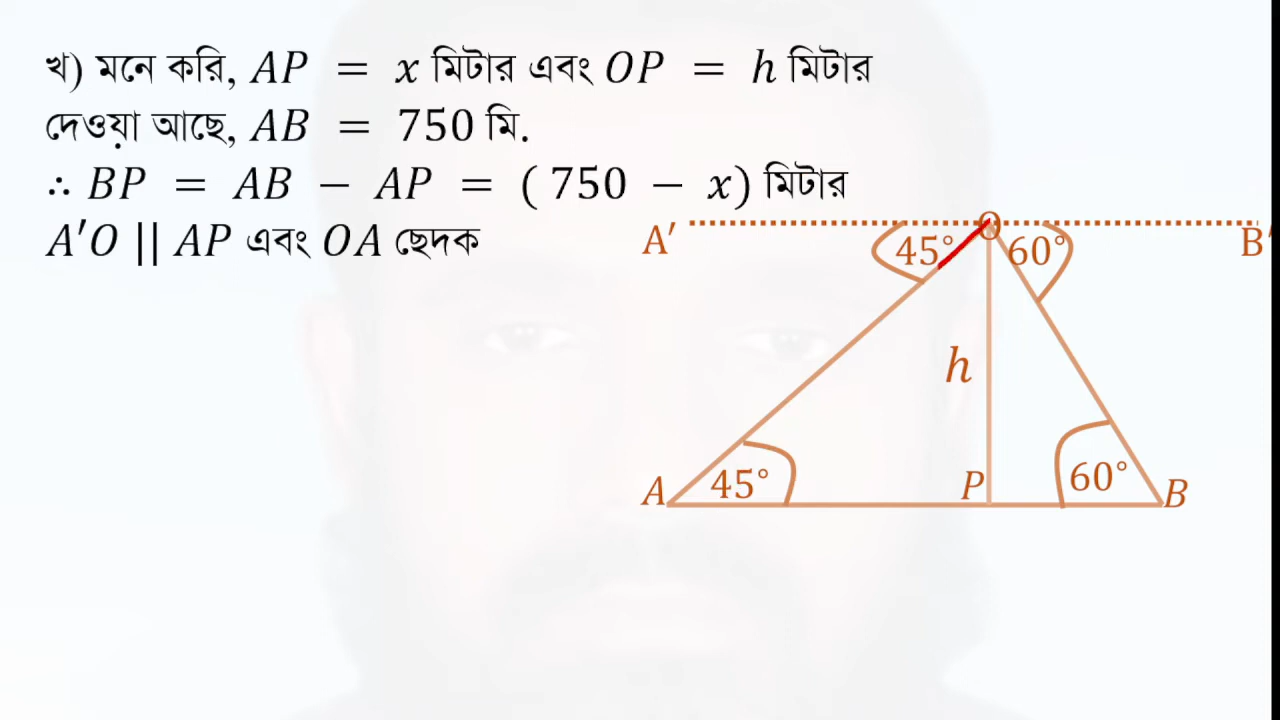 খ) মনে করি, AP = x মিটার এবং OP = h মিটার
দেওয়া আছে, AB = 750 মি.
∴ BP = AB − AP = ( 750 − x) মিটার
A′O || AP এবং OA ছেদক
A′ O B′
45° 60°
h
A 45° P 60° B